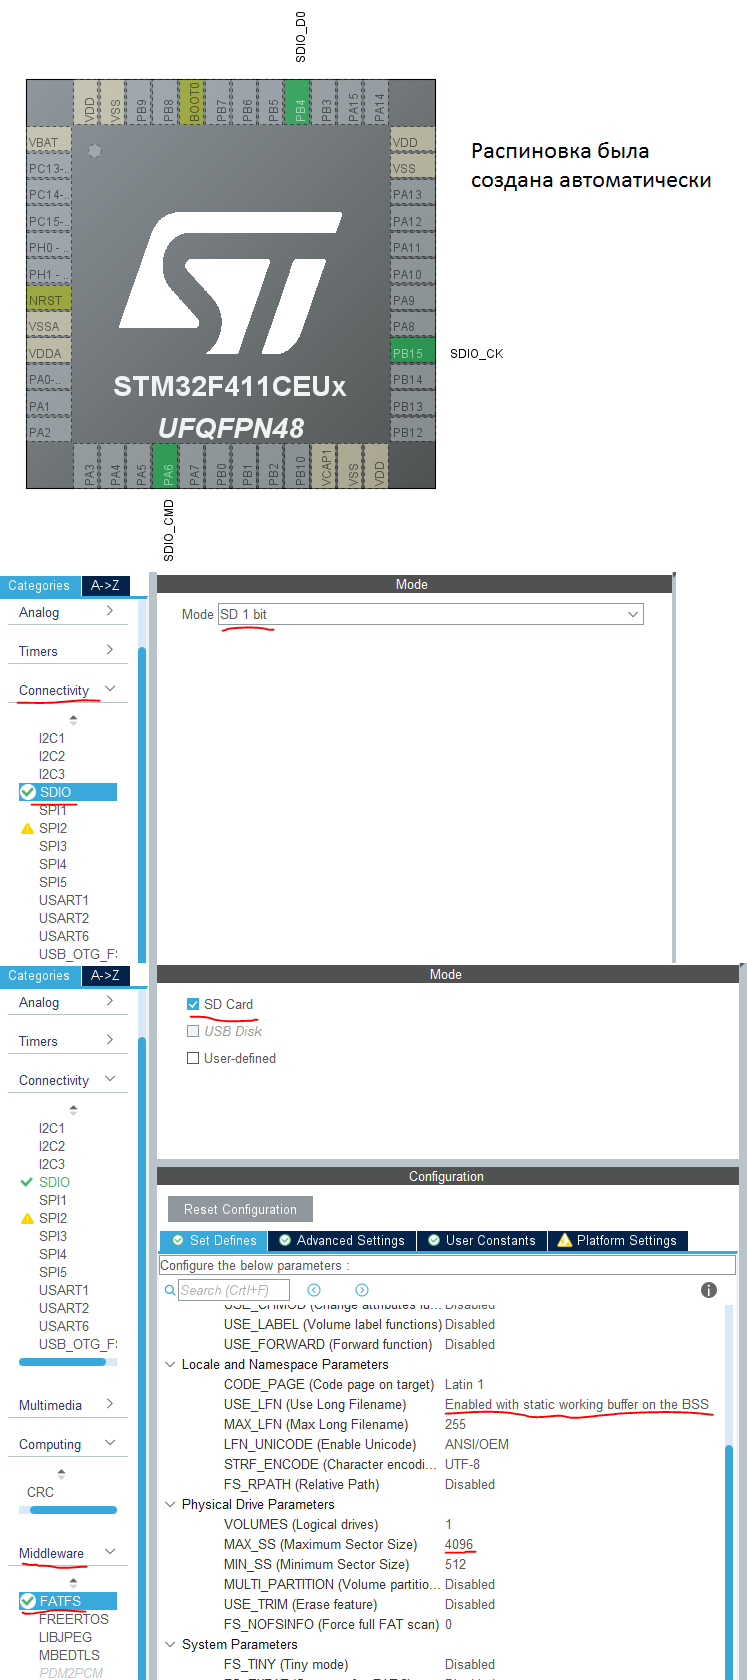 SDIO_D0
VDD
VSS
PB9
PB8
BOOT0
PB7
PB6
PB5
PB4
PB3
PA15
PA14
VBAT
PC13-..
PC14-..
PC15-..
PH0 - ..
PH1 - ..
NRST
VSSA
VDDA
PA0-..
PA1
PA2
VDD
VSS
PA13
PA12
PA11
PA10
PA9
PA8
PB15
PB14
PB13
PB12
SDIO_CK
Распиновка была
создана автоматически
STM32F411CEUx
UFQFPN48
PA3
PA4
PA5
PA6
PA7
PB0
PB1
PB2
PB10
VCAP1
VSS
VDD
SDIO_CMD
Categories A->Z
Analog
Timers
Connectivity
I2C1
I2C2
I2C3
SDIO
SPI1
SPI2
SPI3
SPI4
SPI5
USART1
USART2
USART6
USB_OTG_F
Mode
Mode SD 1 bit
Categories A->Z
Analog
Timers
Connectivity
I2C1
I2C2
I2C3
SDIO
SPI1
SPI2
SPI3
SPI4
SPI5
USART1
USART2
USART6
USB_OTG_F
Multimedia
Computing
CRC
Middleware
FATFS
FREERTOS
LIBJPEG
MBEDTLS
PDM2PCM
Mode
SD Card
USB Disk
User-defined
Configuration
Reset Configuration
Set Defines Advanced Settings User Constants Platform Settings
Configure the below parameters :
Search (Crtl+F)
USE_CHMOD (Change attributes fu... Disabled
USE_LABEL (Volume label functions) Disabled
USE_FORWARD (Forward function) Disabled
Locale and Namespace Parameters
CODE_PAGE (Code page on target) Latin 1
USE_LFN (Use Long Filename) Enabled with static working buffer on the BSS
MAX_LFN (Max Long Filename) 255
LFN_UNICODE (Enable Unicode) ANSI/OEM
STRF_ENCODE (Character encodi... UTF-8
FS_RPATH (Relative Path) Disabled
Physical Drive Parameters
VOLUMES (Logical drives) 1
MAX_SS (Maximum Sector Size) 4096
MIN_SS (Minimum Sector Size) 512
MULTI_PARTITION (Volume partitio... Disabled
USE_TRIM (Erase feature) Disabled
FS_NOFSINFO (Force full FAT scan) 0
System Parameters
FS_TINY (Tiny mode) Disabled